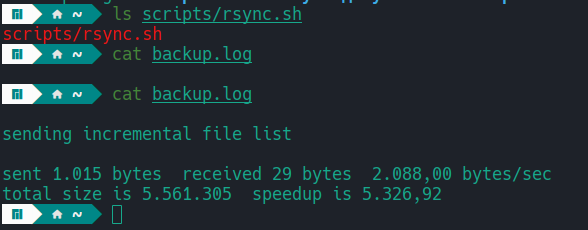 ls scripts/rsync.sh
scripts/rsync.sh
~ cat backup.log
~ cat backup.log
sending incremental file list
sent 1.015 bytes  received 29 bytes  2.088,00 bytes/sec
total size is 5.561.305  speedup is 5.326,92
~